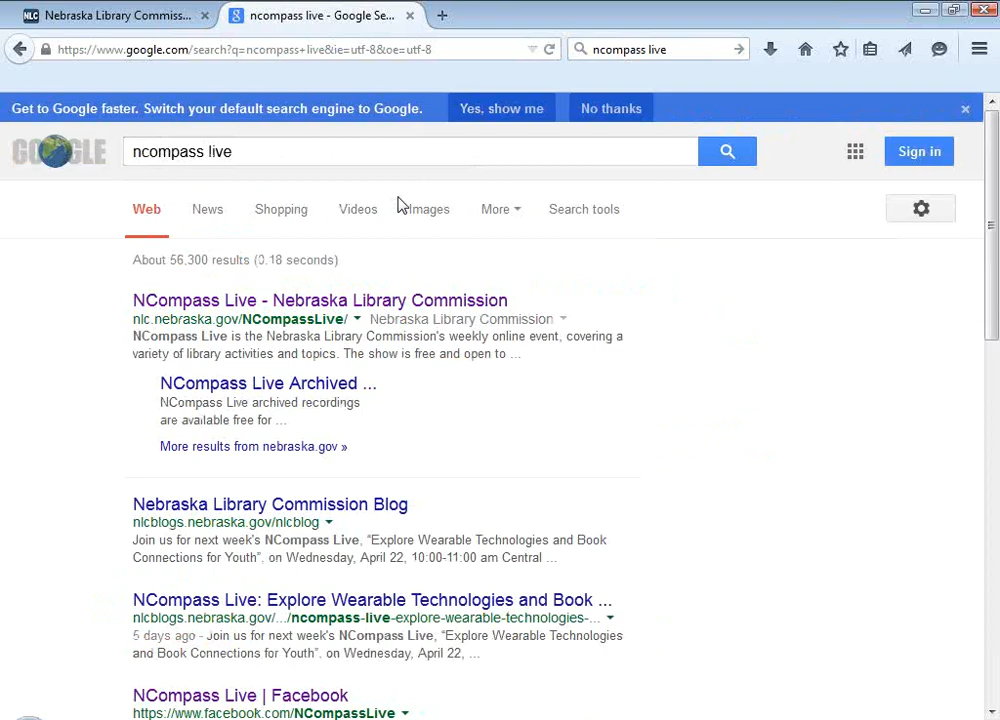 Nebraska Library Commiss...
ncompass live - Google Se...
https://www.google.com/search?q=ncompass+live&ie=utf-8&oe=utf-8
ncompass live
Get to Google faster. Switch your default search engine to Google.
Yes, show me
No thanks
GOOGLE
ncompass live
Sign in
Web
News
Shopping
Videos
Images
More
Search tools
About 56,300 results (0.18 seconds)
NCompass Live - Nebraska Library Commission
nlc.nebraska.gov/NCompassLive/ Nebraska Library Commission
NCompass Live is the Nebraska Library Commission's weekly online event, covering a
variety of library activities and topics. The show is free and open to ...
NCompass Live Archived ...
NCompass Live archived recordings
are available free for ...
More results from nebraska.gov »
Nebraska Library Commission Blog
nlcblogs.nebraska.gov/nlcblog
Join us for next week's NCompass Live, "Explore Wearable Technologies and Book
Connections for Youth", on Wednesday, April 22, 10:00-11:00 am Central ...
NCompass Live: Explore Wearable Technologies and Book ...
nlcblogs.nebraska.gov/.../ncompass-live-explore-wearable-technologies-...
5 days ago - Join us for next week's NCompass Live, "Explore Wearable Technologies
and Book Connections for Youth", on Wednesday, April 22, ...
NCompass Live | Facebook
https://www.facebook.com/NCompassLive